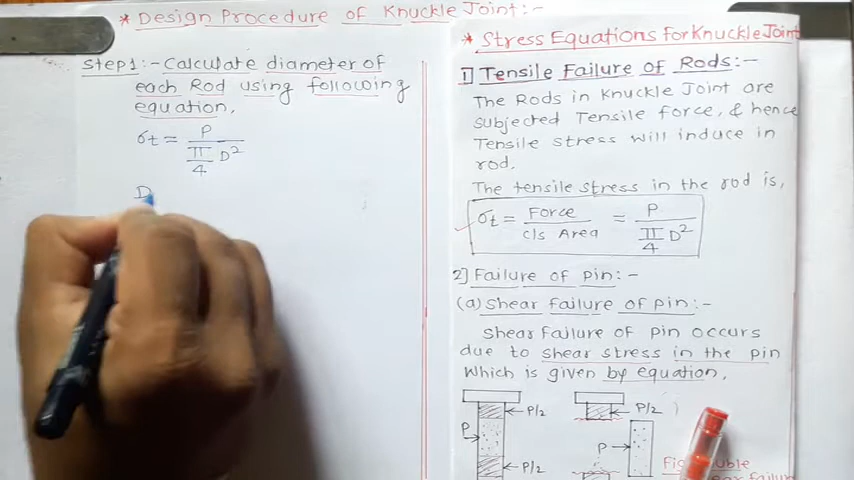 * Design Procedure of Knuckle Joint:-
Step1:- Calculate diameter of
each Rod using following
equation,
σt = P / (π/4 D²)
D
* Stress Equations for Knuckle Joint
1] Tensile Failure of Rods:-
The Rods in Knuckle Joint are
subjected Tensile force, & hence
Tensile stress will induce in
rod.
The tensile stress in the rod is,
σt = Force / C/s Area = P / (π/4 D²)
2] Failure of pin:-
(a) Shear failure of pin:-
Shear Failure of pin occurs
due to shear stress in the pin
which is given by equation,
P/2 P/2
P P
P/2